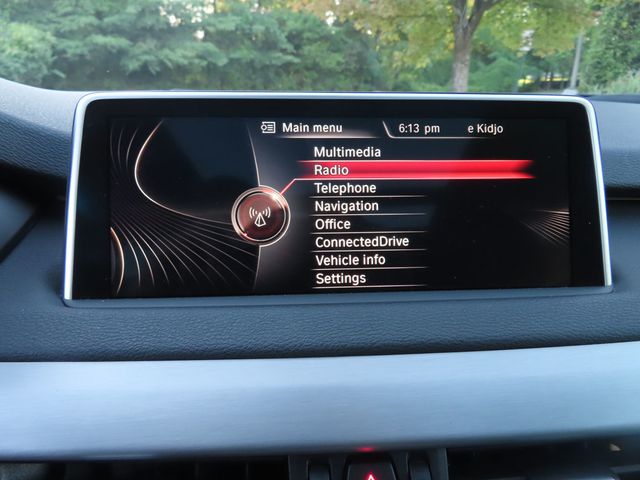 Main menu 6:13 pm e Kidjo
Multimedia
Radio
Telephone
Navigation
Office
ConnectedDrive
Vehicle info
Settings